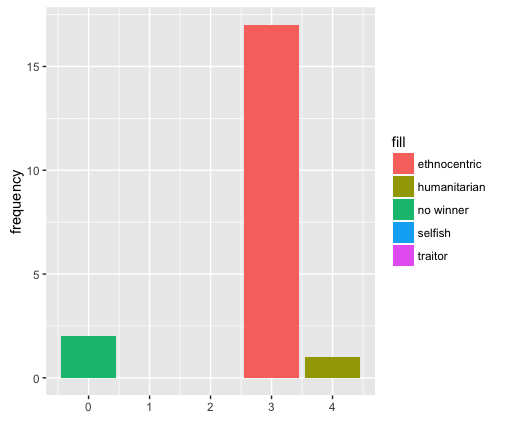 frequency
15
10
5
0
0 1 2 3 4
fill
ethnocentric
humanitarian
no winner
selfish
traitor